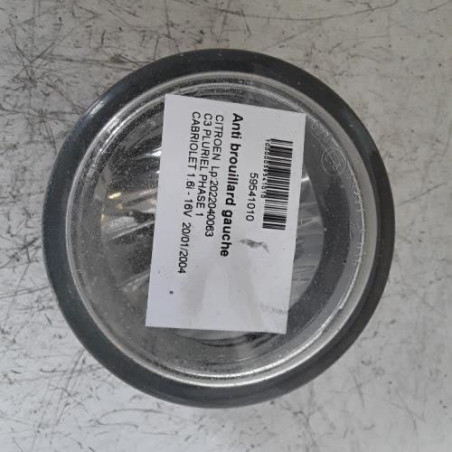 59541010
Anti brouillard gauche
CITROEN Lp.2022040063
C3 PLURIEL PHASE 1
CABRIOLET 1.6i - 16V 20/01/2004